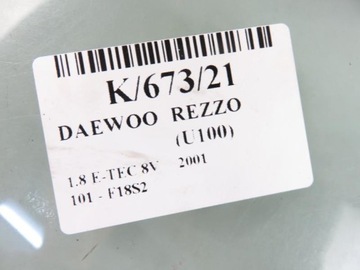 K/673/21
DAEWOO REZZO
(U100)
1.8 E-TEC 8V 2001
101 - F18S2